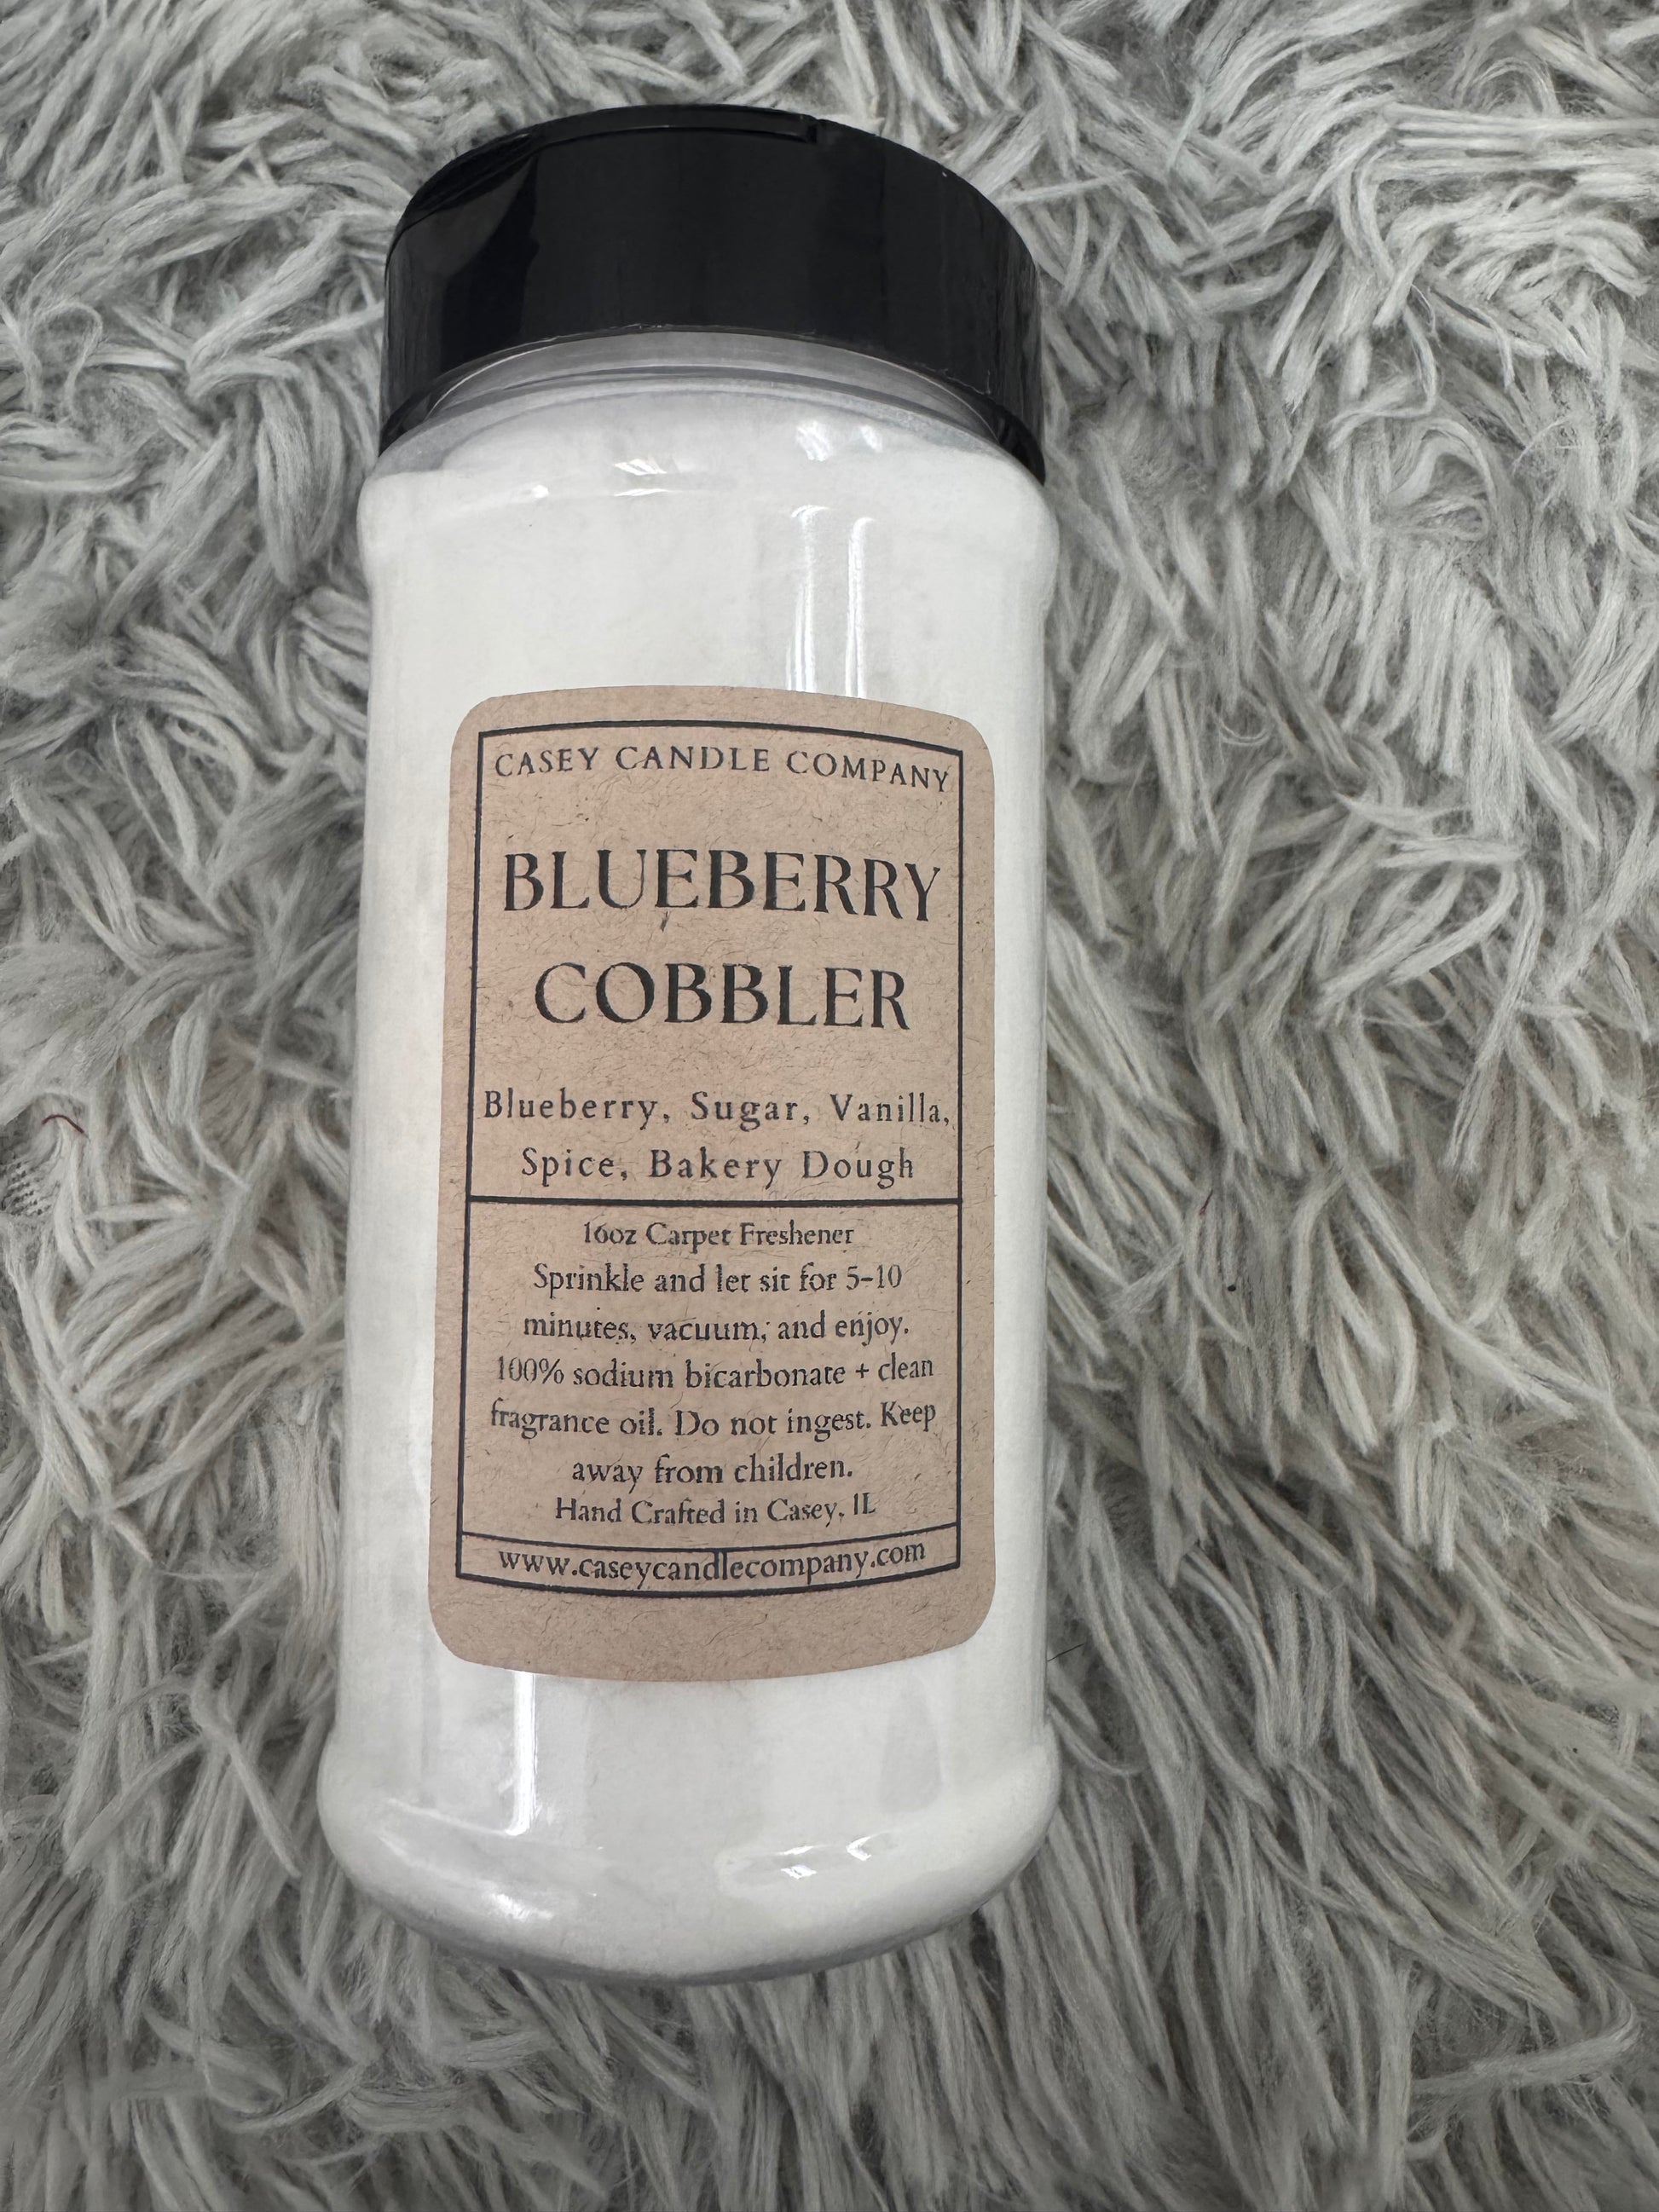 CASEY CANDLE COMPANY
BLUEBERRY
COBBLER
Blueberry, Sugar, Vanilla,
Spice, Bakery Dough
16oz Carpet Freshener
Sprinkle and let sit for 5-10
minutes, vacuum, and enjoy.
100% sodium bicarbonate + clean
fragrance oil. Do not ingest. Keep
away from children.
Hand Crafted in Casey, IL
www.caseycandlecompany.com